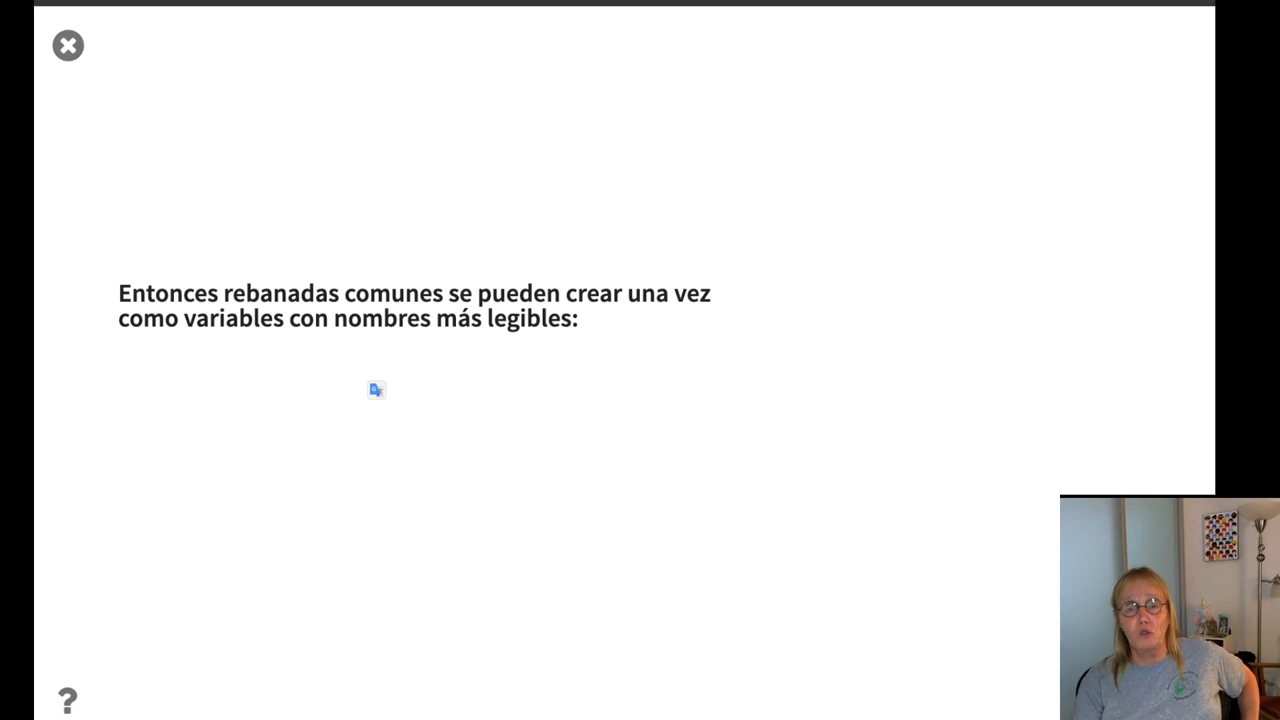 Entonces rebanadas comunes se pueden crear una vez
como variables con nombres más legibles:
?